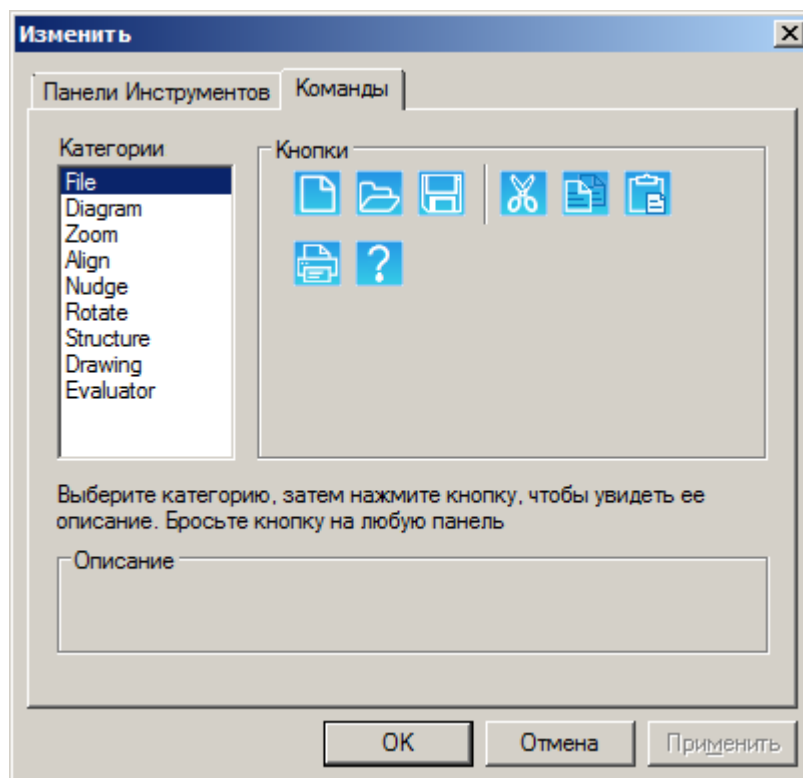 Изменить
Панели Инструментов
Команды
Категории
Кнопки
File
Diagram
Zoom
Align
Nudge
Rotate
Structure
Drawing
Evaluator
Выберите категорию, затем нажмите кнопку, чтобы увидеть ее
описание. Бросьте кнопку на любую панель
Описание
OK
Отмена
Применить